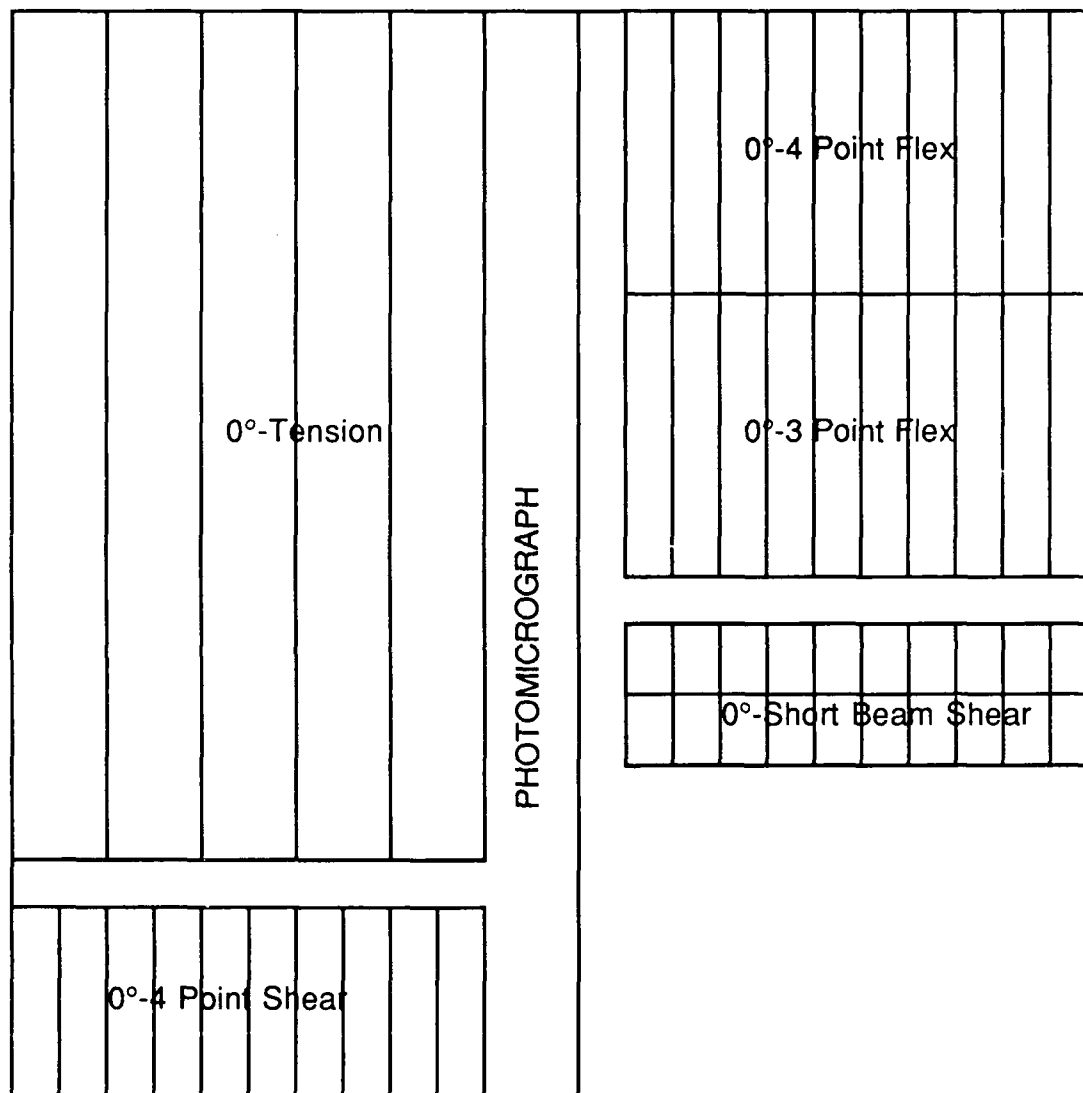 0°-4 Point Flex
0°-Tension
0°-3 Point Flex
PHOTOMICROGRAPH
0°-Short Beam Shear
0°-4 Point Shear